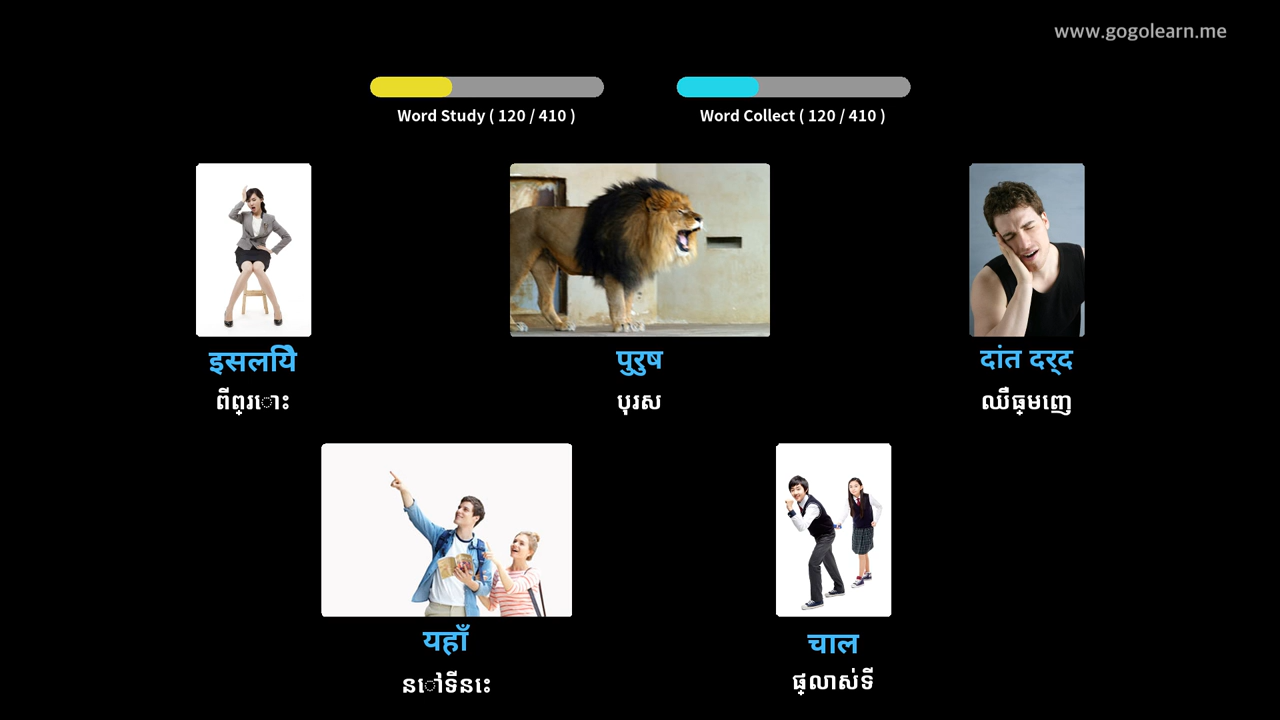 www.gogolearn.me
Word Study ( 120 / 410 )
Word Collect ( 120 / 410 )
इसलिये
ពីព្រោះ
पुरुष
បុរស
दांत दर्द
ឈឺធ្មេញ
यहाँ
នៅទីនេះ
चाल
ផ្លាស់ទី